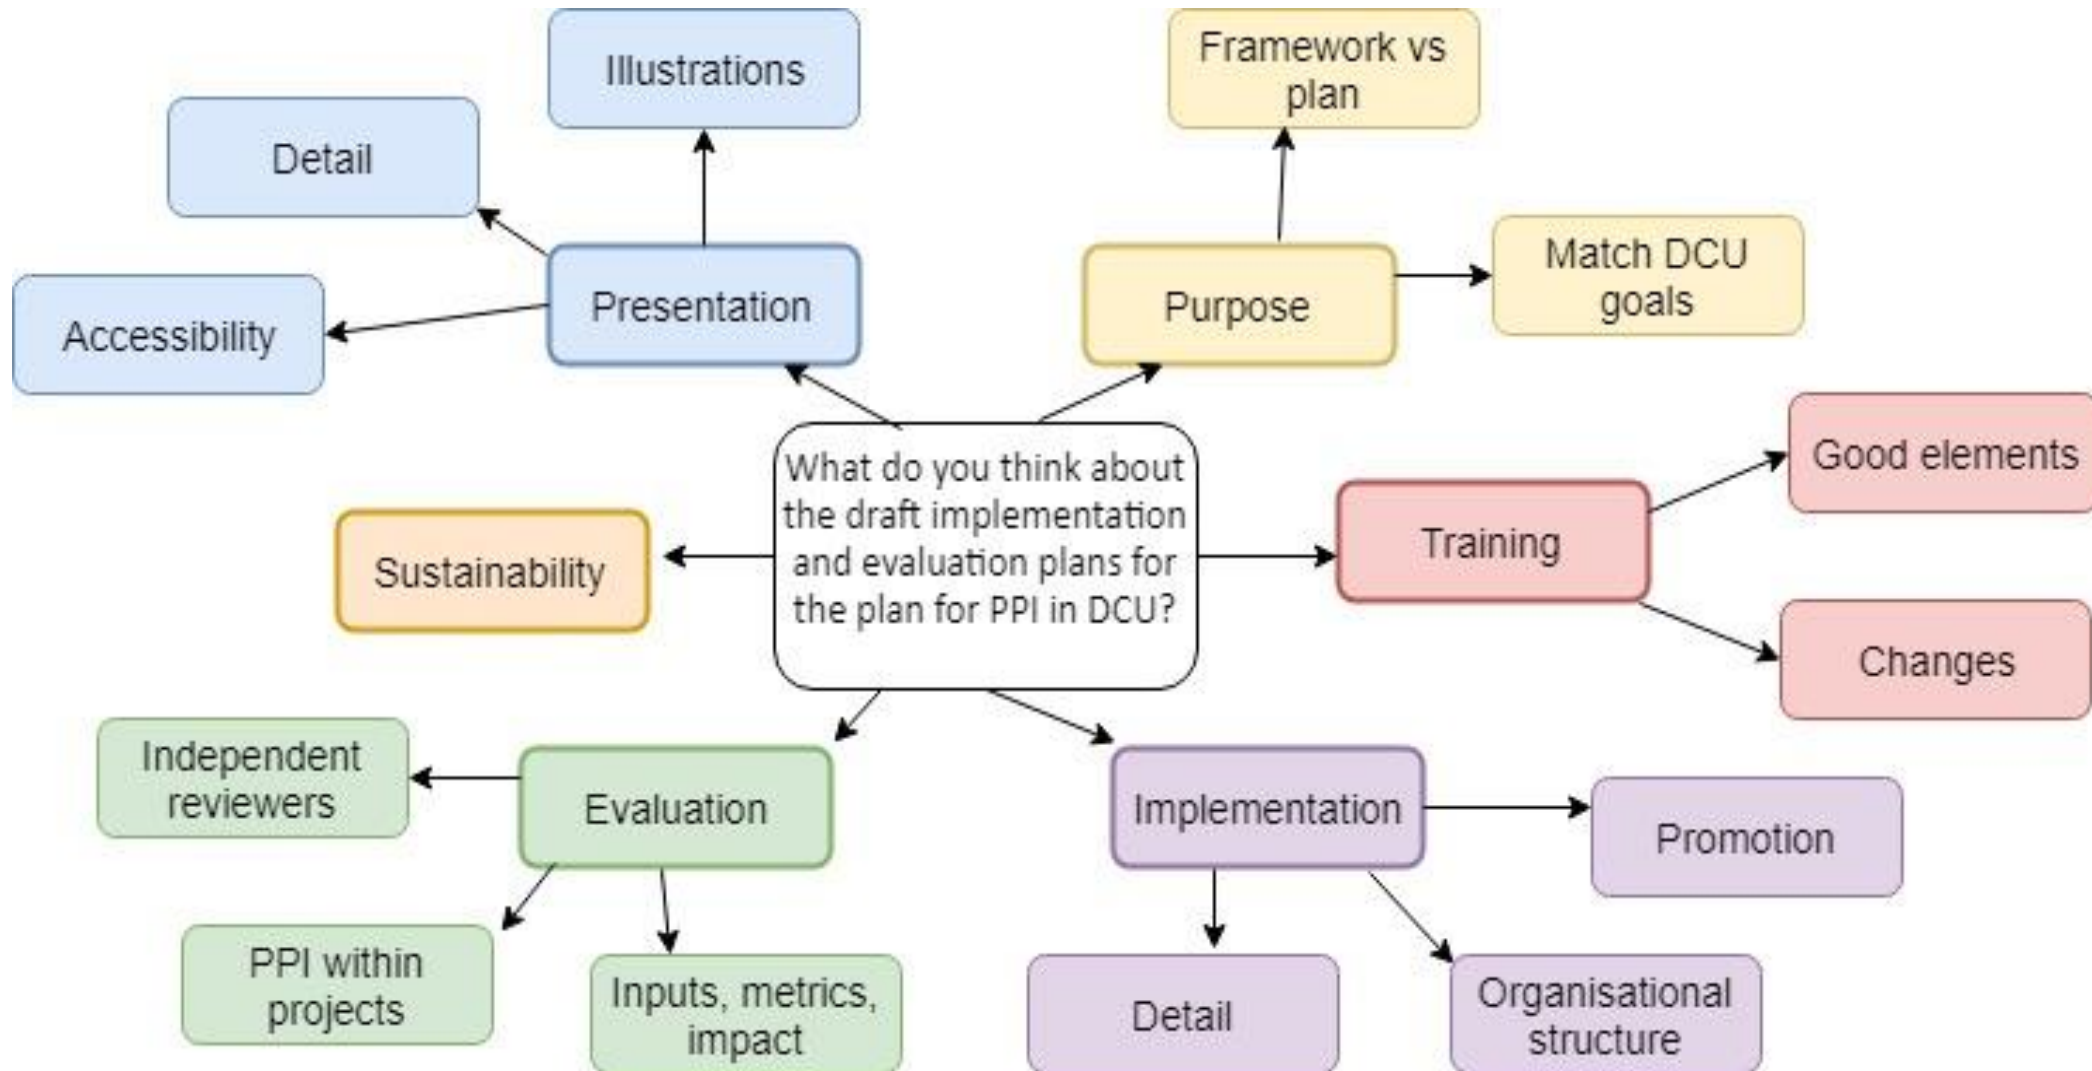 Illustrations
Framework vs
plan
Detail
Match DCU
goals
Presentation
Purpose
Accessibility
Good elements
What do you think about
the draft implementation
and evaluation plans for
the plan for PPI in DCU?
Training
Sustainability
Changes
Independent
reviewers
Evaluation
Implementation
Promotion
PPI within
projects
Inputs, metrics,
impact
Detail
Organisational
structure